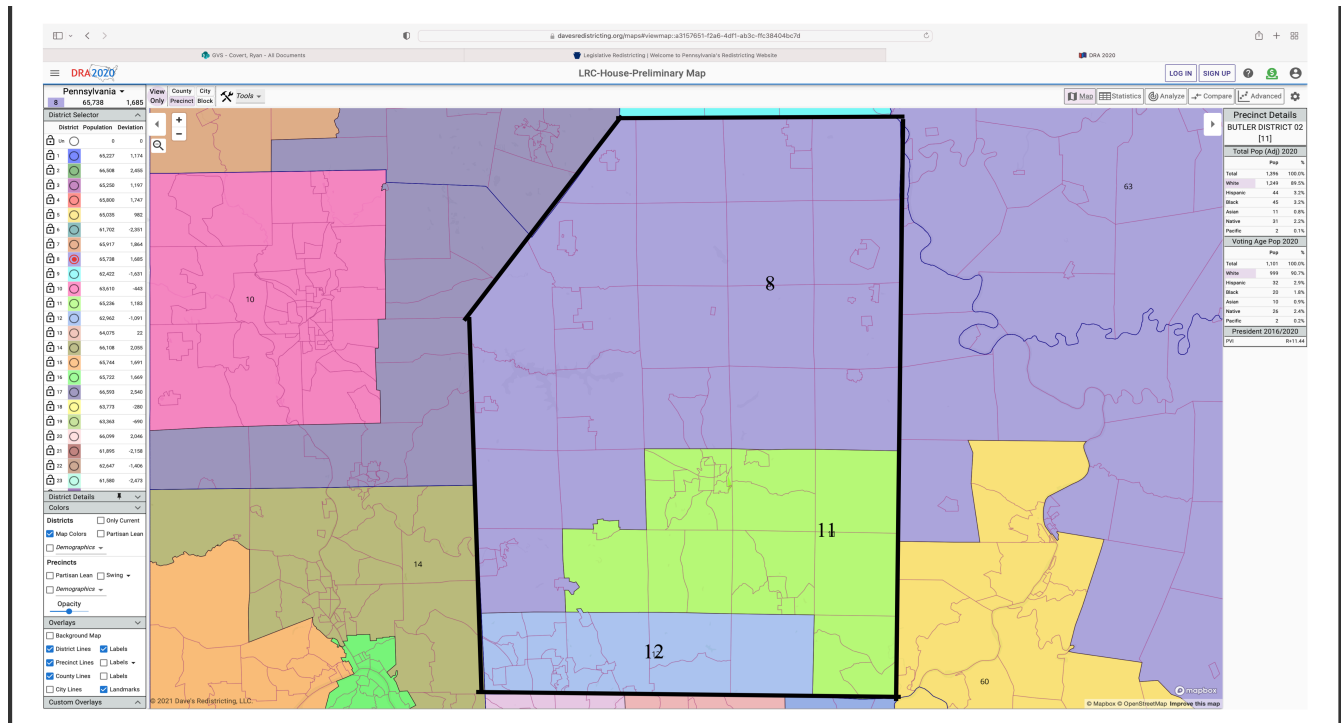 davesredistricting.org/maps#viewmap::a3157651-f2a6-4df1-ab3c-ffc38404bc7d
GVS - Covert, Ryan - All Documents
Legislative Redistricting | Welcome to Pennsylvania's Redistricting Website
DRA 2020
DRA2020
LRC-House-Preliminary Map
LOG IN
SIGN UP
Pennsylvania
8 65,738 1,685
View Only
County City
Precinct Block
Tools
Map
Statistics
Analyze
Compare
Advanced
District Selector
District Population Deviation
Un 0 0
1 65,227 1,174
2 66,508 2,455
3 65,250 1,197
4 65,800 1,747
5 65,035 982
6 61,702 -2,351
7 65,917 1,864
8 65,738 1,685
9 62,422 -1,631
10 63,610 -443
11 65,236 1,183
12 62,962 -1,091
13 64,075 22
14 66,108 2,055
15 65,744 1,691
16 65,722 1,669
17 66,593 2,540
18 63,773 -280
19 63,363 -690
20 66,099 2,046
21 61,895 -2,158
22 62,647 -1,406
23 61,580 -2,473
District Details
Colors
Districts Only Current
Map Colors Partisan Lean
Demographics
Precincts
Partisan Lean Swing
Demographics
Opacity
Overlays
Background Map
District Lines Labels
Precinct Lines Labels
County Lines Labels
City Lines Landmarks
Custom Overlays
63
8
10
11
14
12
60
© 2021 Dave's Redistricting, LLC.
mapbox
© Mapbox © OpenStreetMap Improve this map
Precinct Details
BUTLER DISTRICT 02
[11]
Total Pop (Adj) 2020
Pop %
Total 1,396 100.0%
White 1,249 89.5%
Hispanic 44 3.2%
Black 45 3.2%
Asian 11 0.8%
Native 31 2.2%
Pacific 2 0.1%
Voting Age Pop 2020
Pop %
Total 1,101 100.0%
White 999 90.7%
Hispanic 32 2.9%
Black 20 1.8%
Asian 10 0.9%
Native 26 2.4%
Pacific 2 0.2%
President 2016/2020
PVI R+11.44